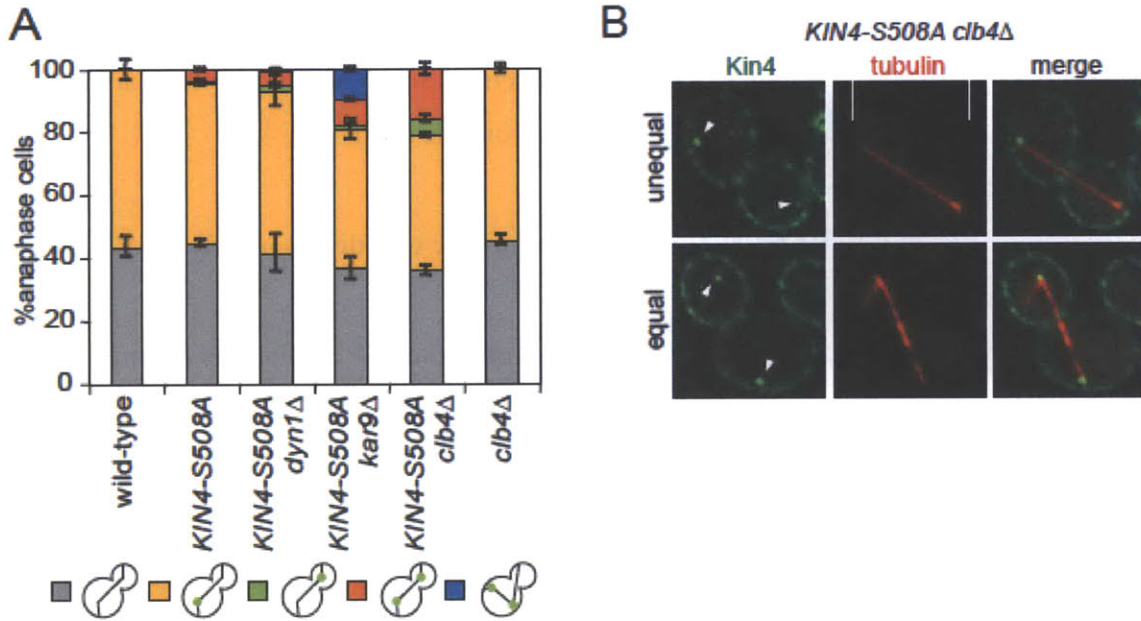 A
%anaphase cells
100
80
60
40
20
0
wild-type
KIN4-S508A
KIN4-S508A
dyn1Δ
KIN4-S508A
kar9Δ
KIN4-S508A
clb4Δ
clb4Δ
B
KIN4-S508A clb4Δ
Kin4
tubulin
merge
unequal
equal